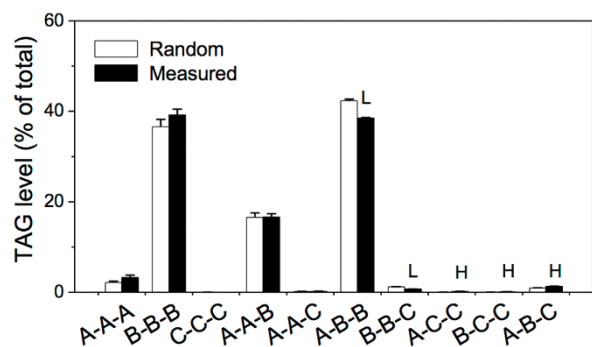 60
Random
Measured
40
20
0
TAG level (% of total)
L
L
H
H
H
A-A-A
B-B-B
C-C-C
A-A-B
A-A-C
A-B-B
B-B-C
A-C-C
B-C-C
A-B-C